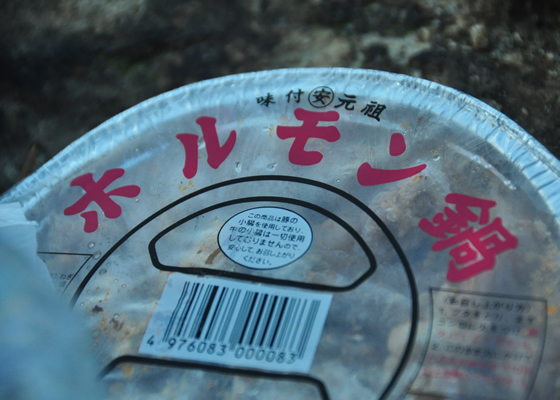 味付㊛元祖
ホルモン鍋
この商品は豚の
小腸を使用しており、
牛の小腸は一切使用
しておりませんので
安心して、お召し上がり
ください。
4 976083 000083